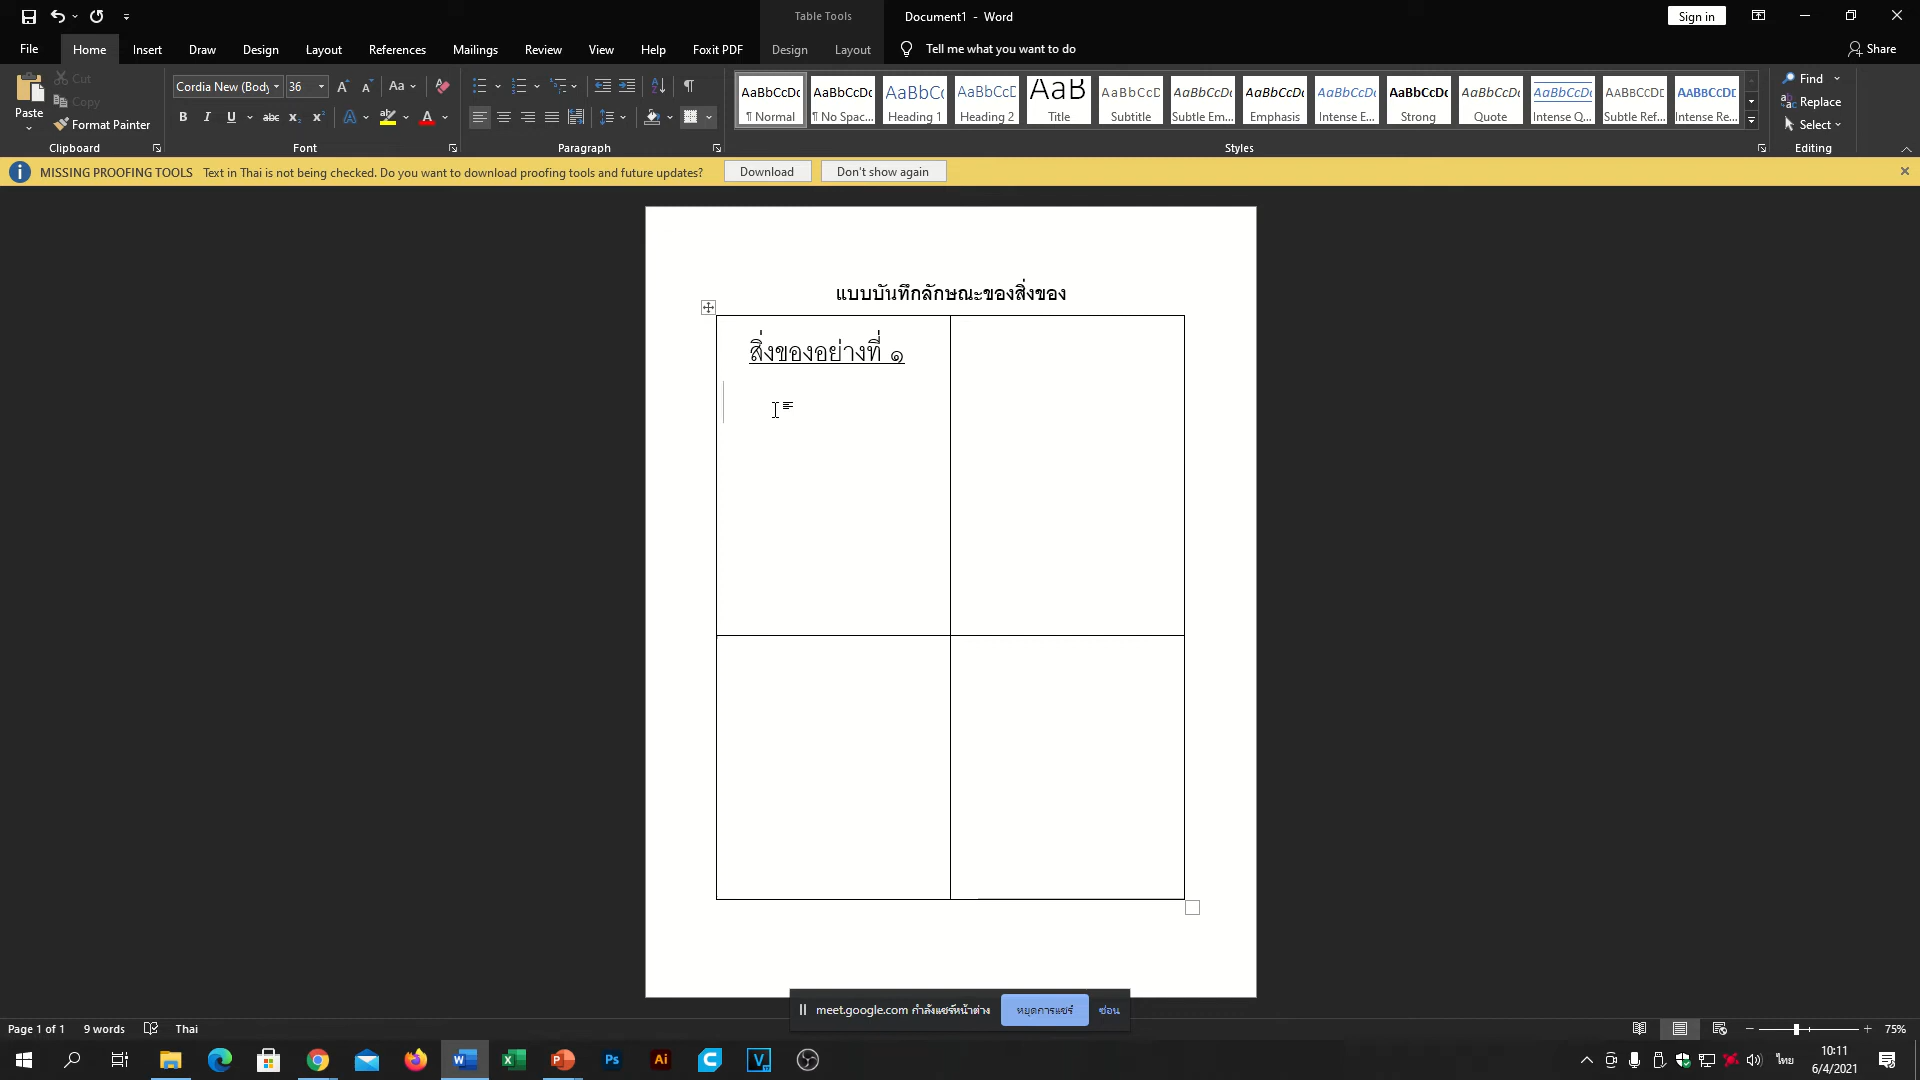 Table Tools
Document1 - Word
Sign in
File Home Insert Draw Design Layout References Mailings Review View Help Foxit PDF Design Layout Tell me what you want to do Share
Paste
Cut
Copy
Format Painter
Clipboard
Cordia New (Body 36
Font
Paragraph
AaBbCcDc AaBbCcDc AaBbCc AaBbCcD AaB AaBbCcD AaBbCcDc AaBbCcDc AaBbCcDc AaBbCcDc AaBbCcDc AaBbCcDc AaBbCcDd AaBbCcDd
¶ Normal ¶ No Spac... Heading 1 Heading 2 Title Subtitle Subtle Em... Emphasis Intense E... Strong Quote Intense Q... Subtle Ref... Intense Re...
Styles
Find
Replace
Select
Editing
MISSING PROOFING TOOLS Text in Thai is not being checked. Do you want to download proofing tools and future updates? Download Don't show again
แบบบันทึกลักษณะของสิ่งของ
สิ่งของอย่างที่ ๑
meet.google.com กำลังแชร์หน้าต่าง หยุดการแชร์ ซ่อน
Page 1 of 1 9 words Thai 75%
ไทย
10:11
6/4/2021